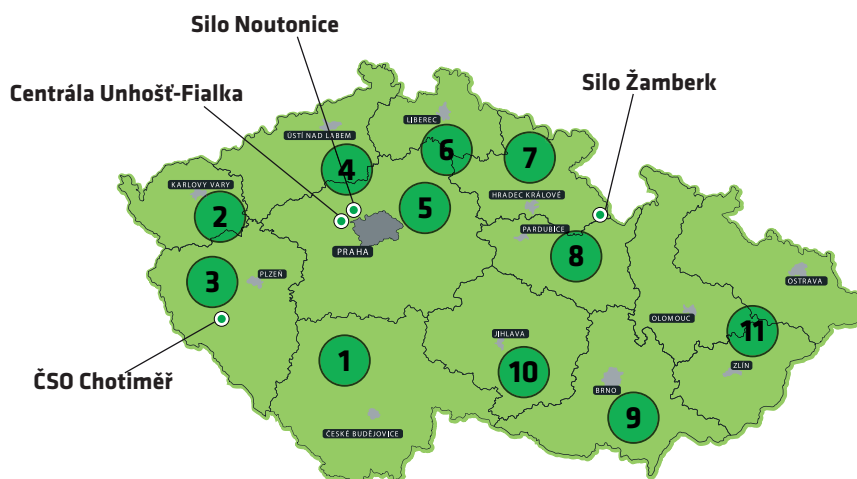 Silo Noutonice
Centrála Unhošť-Fialka
Silo Žamberk
LIBEREC
ÚSTÍ NAD LABEM
6
7
4
KARLOVY VARY
HRADEC KRÁLOVÉ
5
2
PARDUBICE
PRAHA
8
OSTRAVA
3
PLZEŇ
OLOMOUC
11
JIHLAVA
1
ZLÍN
10
ČSO Chotiměř
BRNO
9
ČESKÉ BUDĚJOVICE